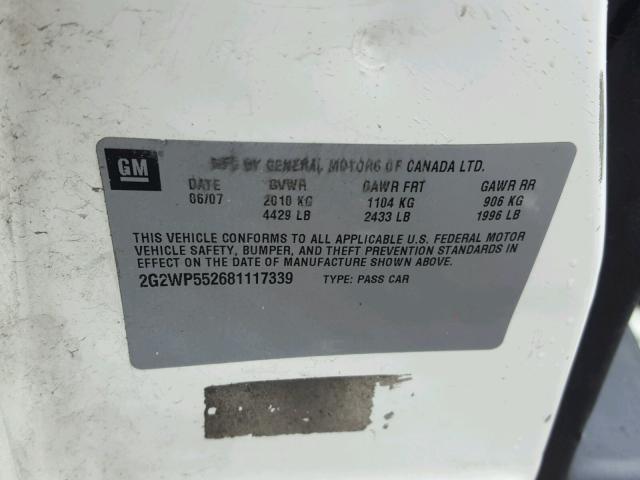 GM
MFD BY GENERAL MOTORS OF CANADA LTD.
DATE GVWR GAWR FRT GAWR RR
06/07 2010 KG 1104 KG 906 KG
4429 LB 2433 LB 1996 LB
THIS VEHICLE CONFORMS TO ALL APPLICABLE U.S. FEDERAL MOTOR
VEHICLE SAFETY, BUMPER, AND THEFT PREVENTION STANDARDS IN
EFFECT ON THE DATE OF MANUFACTURE SHOWN ABOVE.
2G2WP552681117339 TYPE: PASS CAR